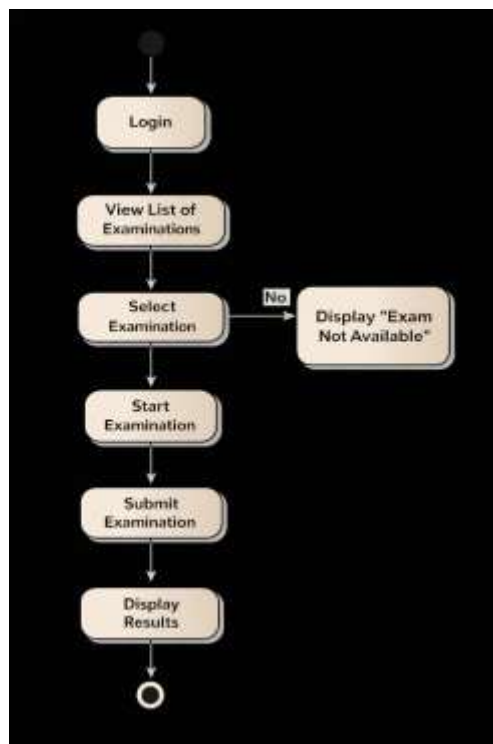 Login
View List of
Examinations
Select
Examination
No
Display "Exam
Not Available"
Start
Examination
Submit
Examination
Display
Results